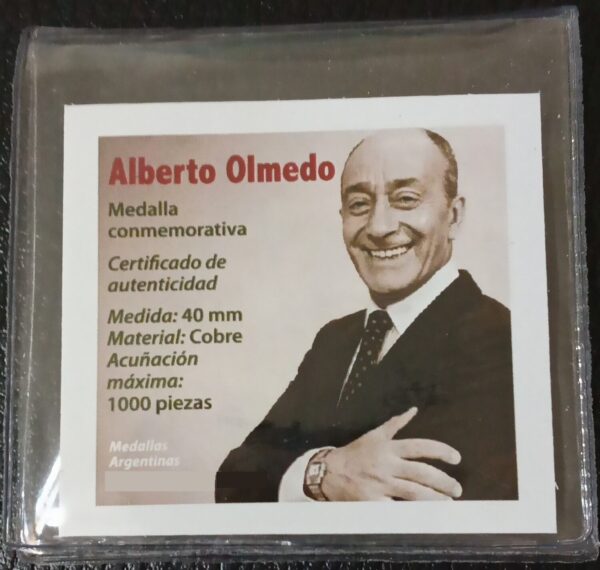 Alberto Olmedo
Medalla
conmemorativa
Certificado de
autenticidad
Medida: 40 mm
Material: Cobre
Acuñación
máxima:
1000 piezas
Medallas
Argentinas